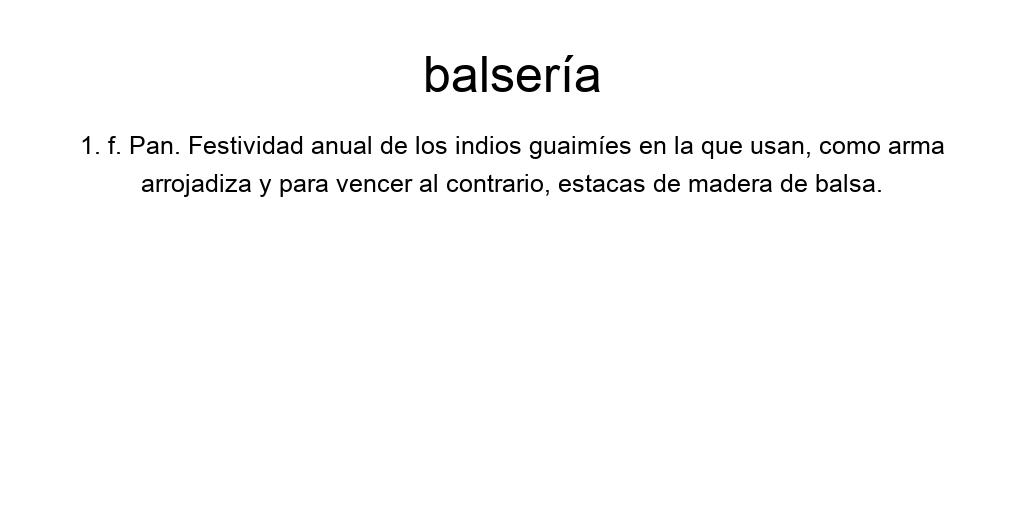 balsería
1. f. Pan. Festividad anual de los indios guaimíes en la que usan, como arma
arrojadiza y para vencer al contrario, estacas de madera de balsa.